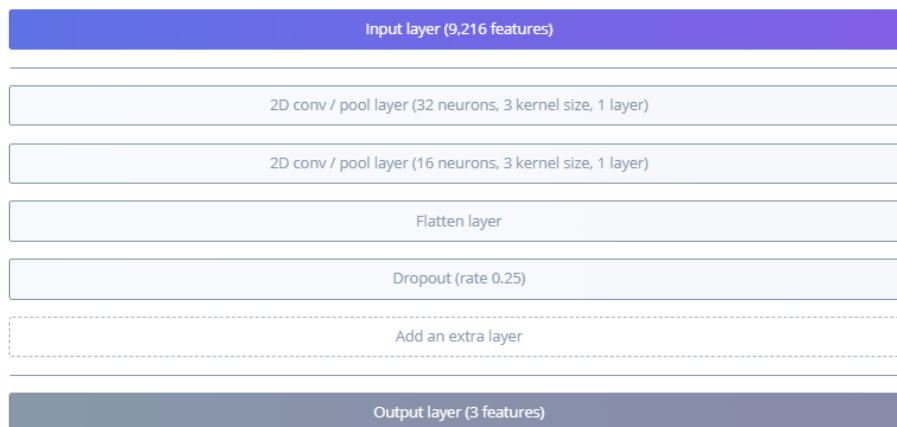 Input layer (9,216 features)
2D conv / pool layer (32 neurons, 3 kernel size, 1 layer)
2D conv / pool layer (16 neurons, 3 kernel size, 1 layer)
Flatten layer
Dropout (rate 0.25)
Add an extra layer
Output layer (3 features)